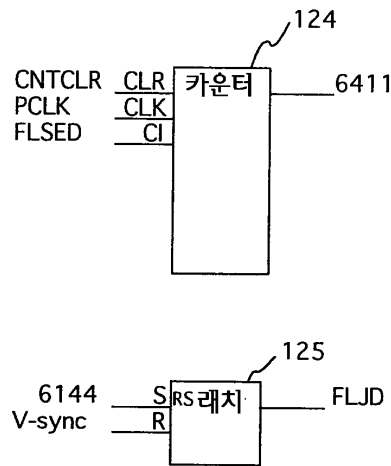 124
CNTCLR CLR 카운터 6411
PCLK CLK
FLSED CI
125
6144 S RS래치 FLJD
V-sync R